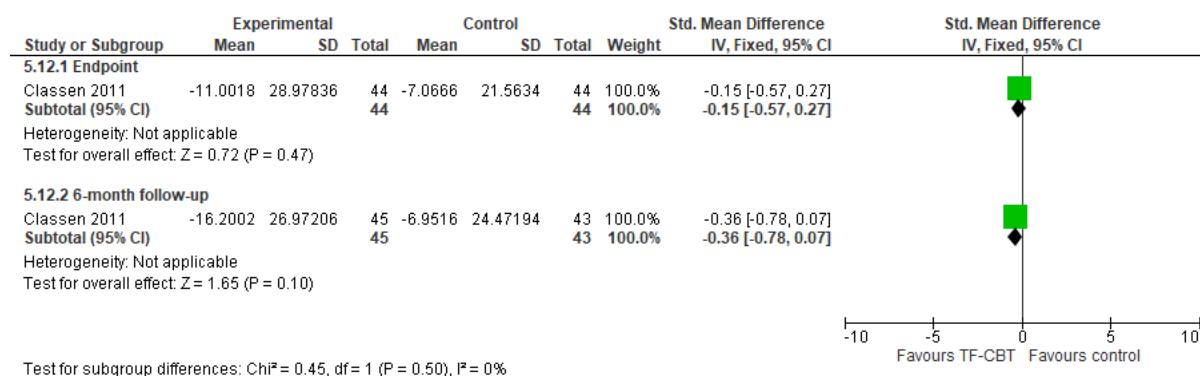 Experimental Control Std. Mean Difference Std. Mean Difference
Study or Subgroup Mean SD Total Mean SD Total Weight IV, Fixed, 95% CI IV, Fixed, 95% CI
5.12.1 Endpoint
Classen 2011 -11.0018 28.97836 44 -7.0666 21.5634 44 100.0% -0.15 [-0.57, 0.27]
Subtotal (95% CI) 44 44 100.0% -0.15 [-0.57, 0.27]
Heterogeneity: Not applicable
Test for overall effect: Z = 0.72 (P = 0.47)
5.12.2 6-month follow-up
Classen 2011 -16.2002 26.97206 45 -6.9516 24.47194 43 100.0% -0.36 [-0.78, 0.07]
Subtotal (95% CI) 45 43 100.0% -0.36 [-0.78, 0.07]
Heterogeneity: Not applicable
Test for overall effect: Z = 1.65 (P = 0.10)
-10 -5 0 5 10
Favours TF-CBT Favours control
Test for subgroup differences: Chi² = 0.45, df = 1 (P = 0.50), I² = 0%